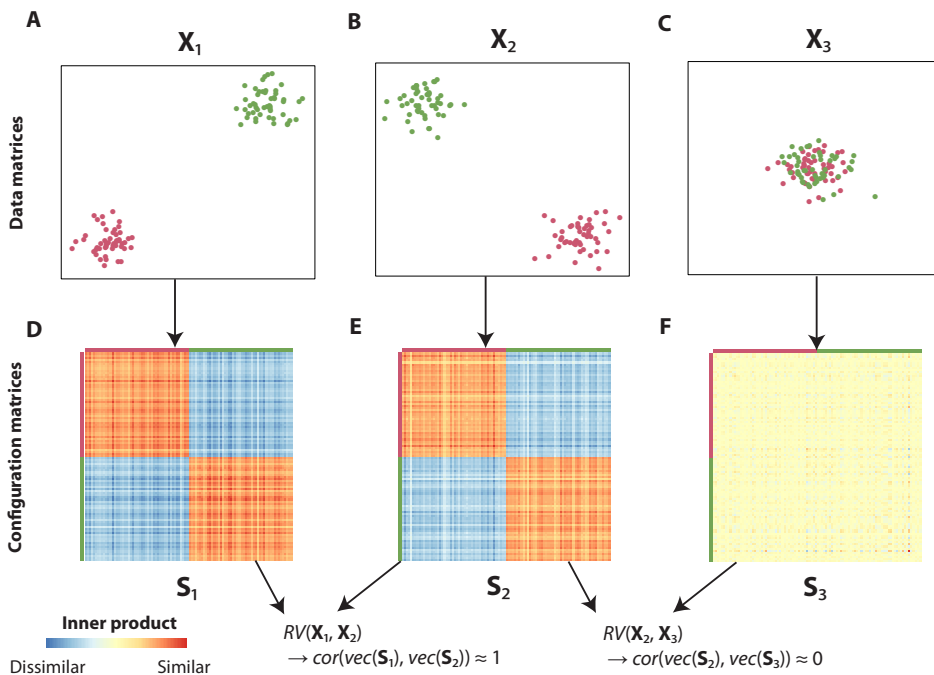 A
B
C
X1
X2
X3
Data matrices
D
E
F
Configuration matrices
S1
S2
S3
Inner product
Dissimilar
Similar
RV(X1, X2)
→ cor(vec(S1), vec(S2)) ≈ 1
RV(X2, X3)
→ cor(vec(S2), vec(S3)) ≈ 0